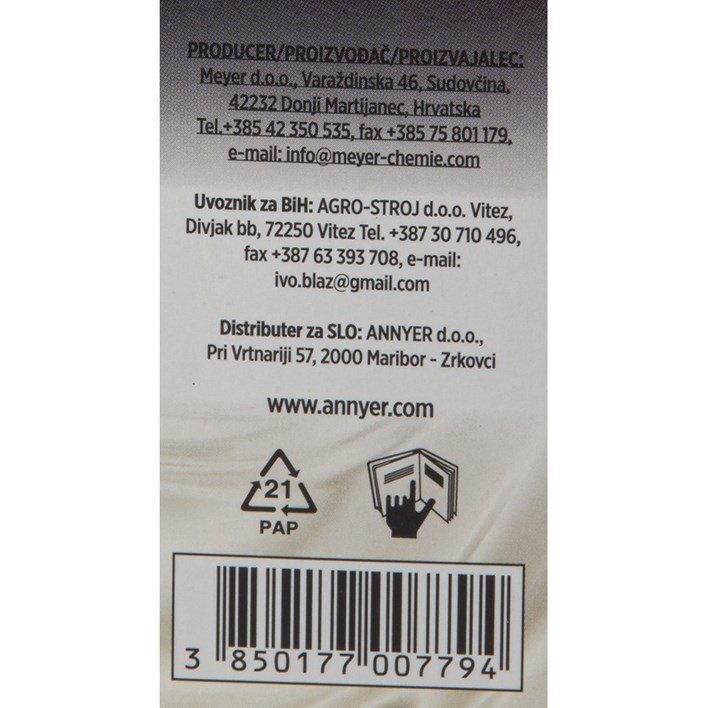 PRODUCER/PROIZVOĐAČ/PROIZVAJALEC:
Meyer d.o.o., Varaždinska 46, Sudovčina,
42232 Donji Martijanec, Hrvatska
Tel.+385 42 350 535, fax +385 75 801 179,
e-mail: info@meyer-chemie.com
Uvoznik za BiH: AGRO-STROJ d.o.o. Vitez,
Divjak bb, 72250 Vitez Tel. +387 30 710 496,
fax +387 63 393 708, e-mail:
ivo.blaz@gmail.com
Distributer za SLO: ANNYER d.o.o.,
Pri Vrtnariji 57, 2000 Maribor - Zrkovci
www.annyer.com
21
PAP
3 850177 007794